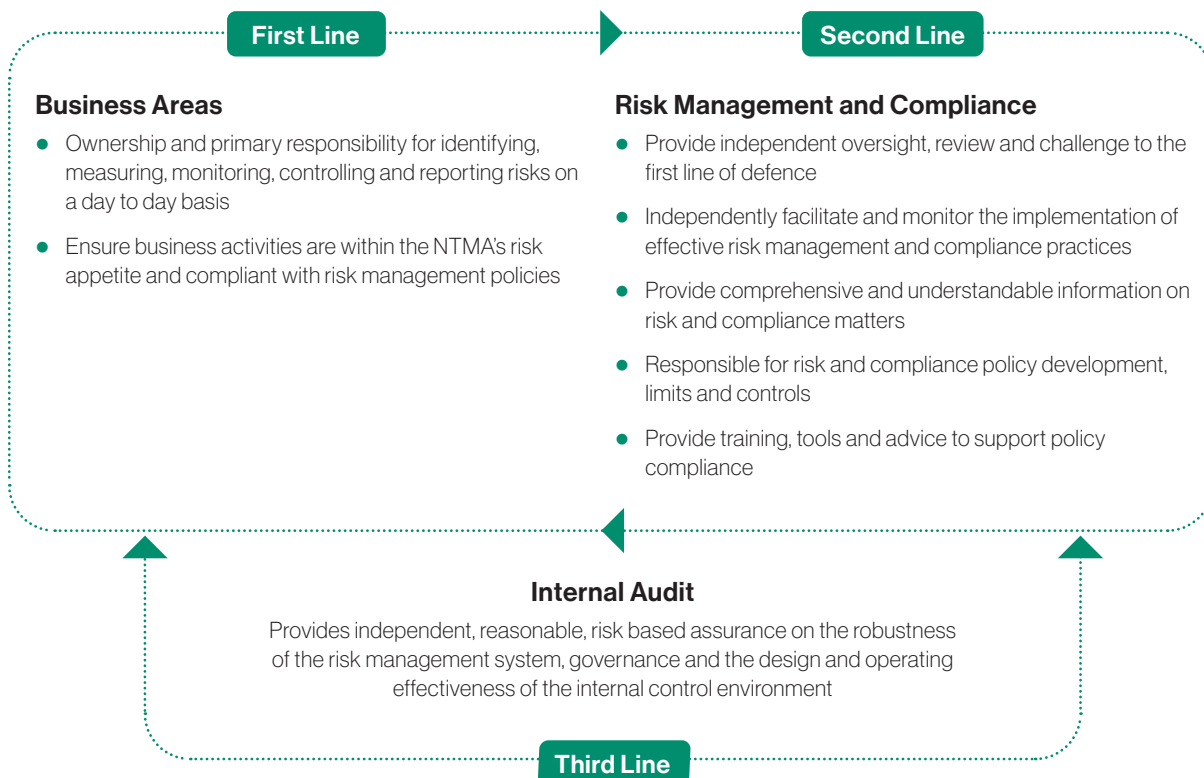 First Line
Business Areas
● Ownership and primary responsibility for identifying,
measuring, monitoring, controlling and reporting risks on
a day to day basis
● Ensure business activities are within the NTMA’s risk
appetite and compliant with risk management policies
Second Line
Risk Management and Compliance
● Provide independent oversight, review and challenge to the
first line of defence
● Independently facilitate and monitor the implementation of
effective risk management and compliance practices
● Provide comprehensive and understandable information on
risk and compliance matters
● Responsible for risk and compliance policy development,
limits and controls
● Provide training, tools and advice to support policy
compliance
Internal Audit
Provides independent, reasonable, risk based assurance on the robustness
of the risk management system, governance and the design and operating
effectiveness of the internal control environment
Third Line